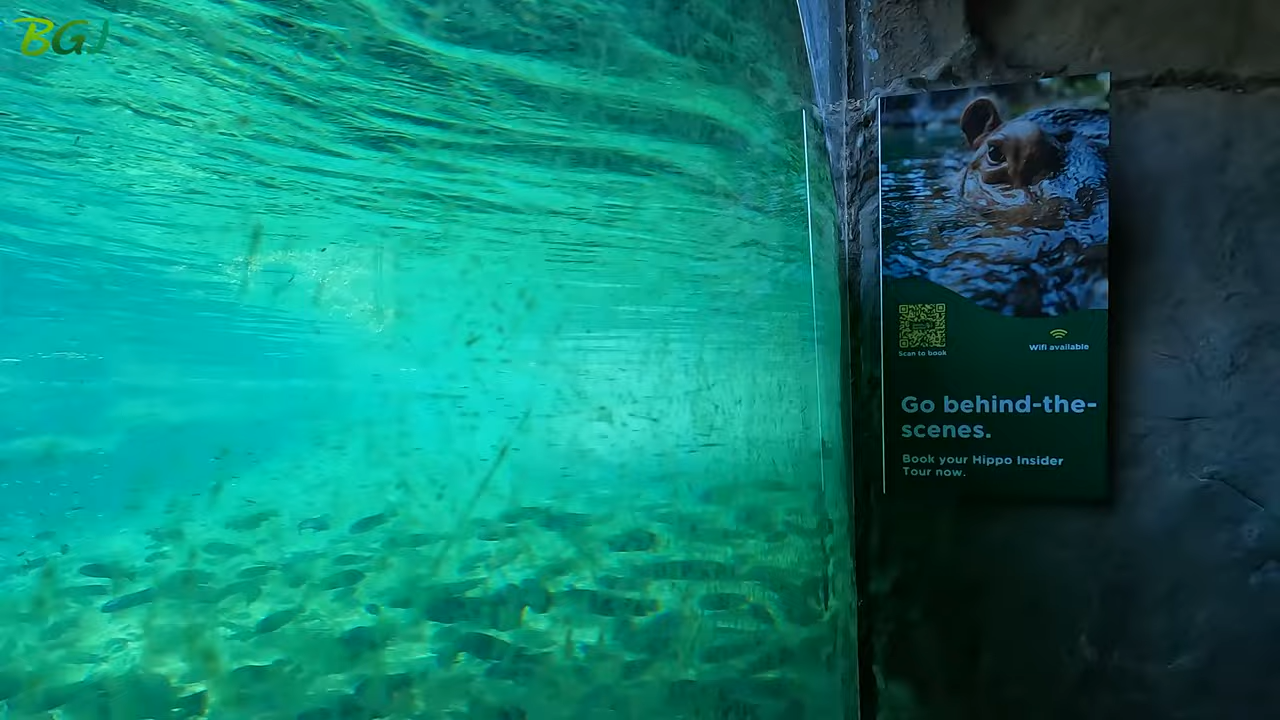 BGJ
Scan to book
Wifi available
Go behind-the-
scenes.
Book your Hippo Insider
Tour now.